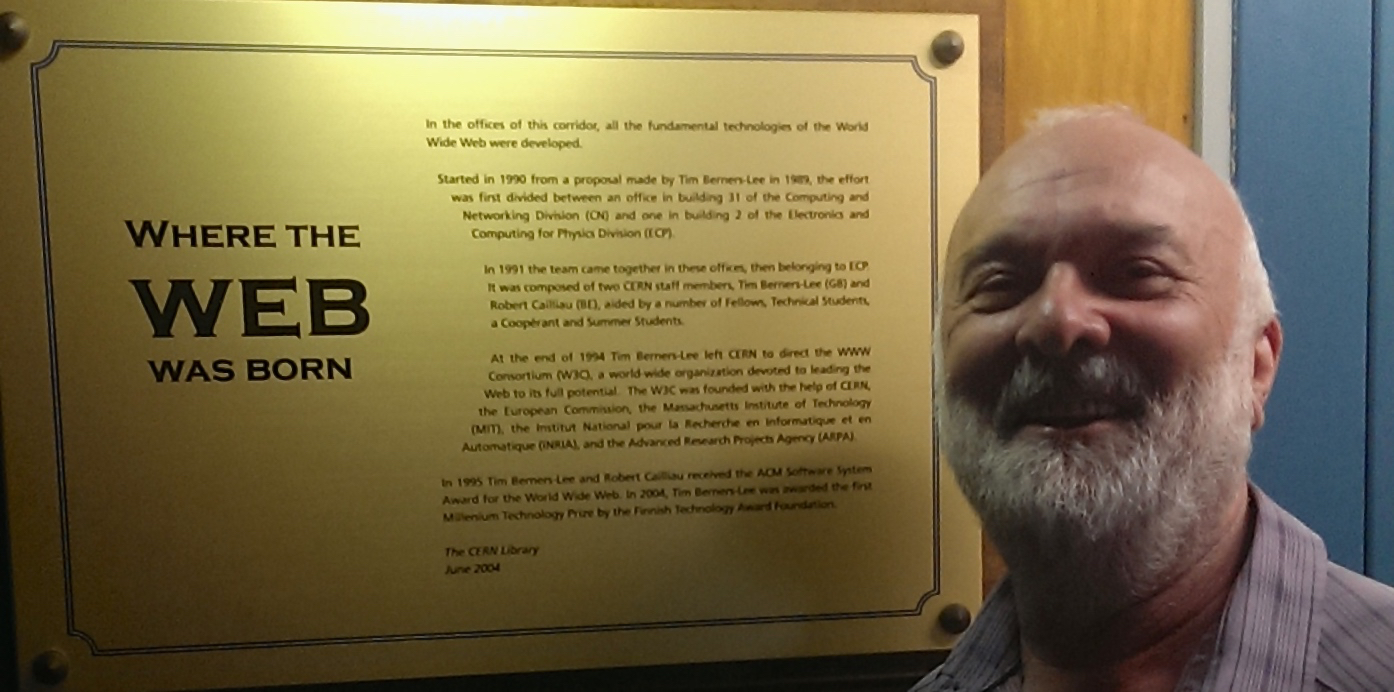 WHERE THE
WEB
WAS BORN
In the offices of this corridor, all the fundamental technologies of the World
Wide Web were developed.
Started in 1990 from a proposal made by Tim Berners-Lee in 1989, the effort
was first divided between an office in building 31 of the Computing and
Networking Division (CN) and one in building 2 of the Electronics and
Computing for Physics Division (ECP).
In 1991 the team came together in these offices, then belonging to ECP.
It was composed of two CERN staff members, Tim Berners-Lee (GB) and
Robert Cailliau (BE), aided by a number of Fellows, Technical Students,
a Coopérant and Summer Students.
At the end of 1994 Tim Berners-Lee left CERN to direct the WWW
Consortium (W3C), a world-wide organization devoted to leading the
Web to its full potential. The W3C was founded with the help of CERN,
the European Commission, the Massachusetts Institute of Technology
(MIT), the Institut National pour la Recherche en Informatique et en
Automatique (INRIA), and the Advanced Research Projects Agency (ARPA).
In 1995 Tim Berners-Lee and Robert Cailliau received the ACM Software System
Award for the World Wide Web. In 2004, Tim Berners-Lee was awarded the first
Millenium Technology Prize by the Finnish Technology Award Foundation.
The CERN Library
June 2004